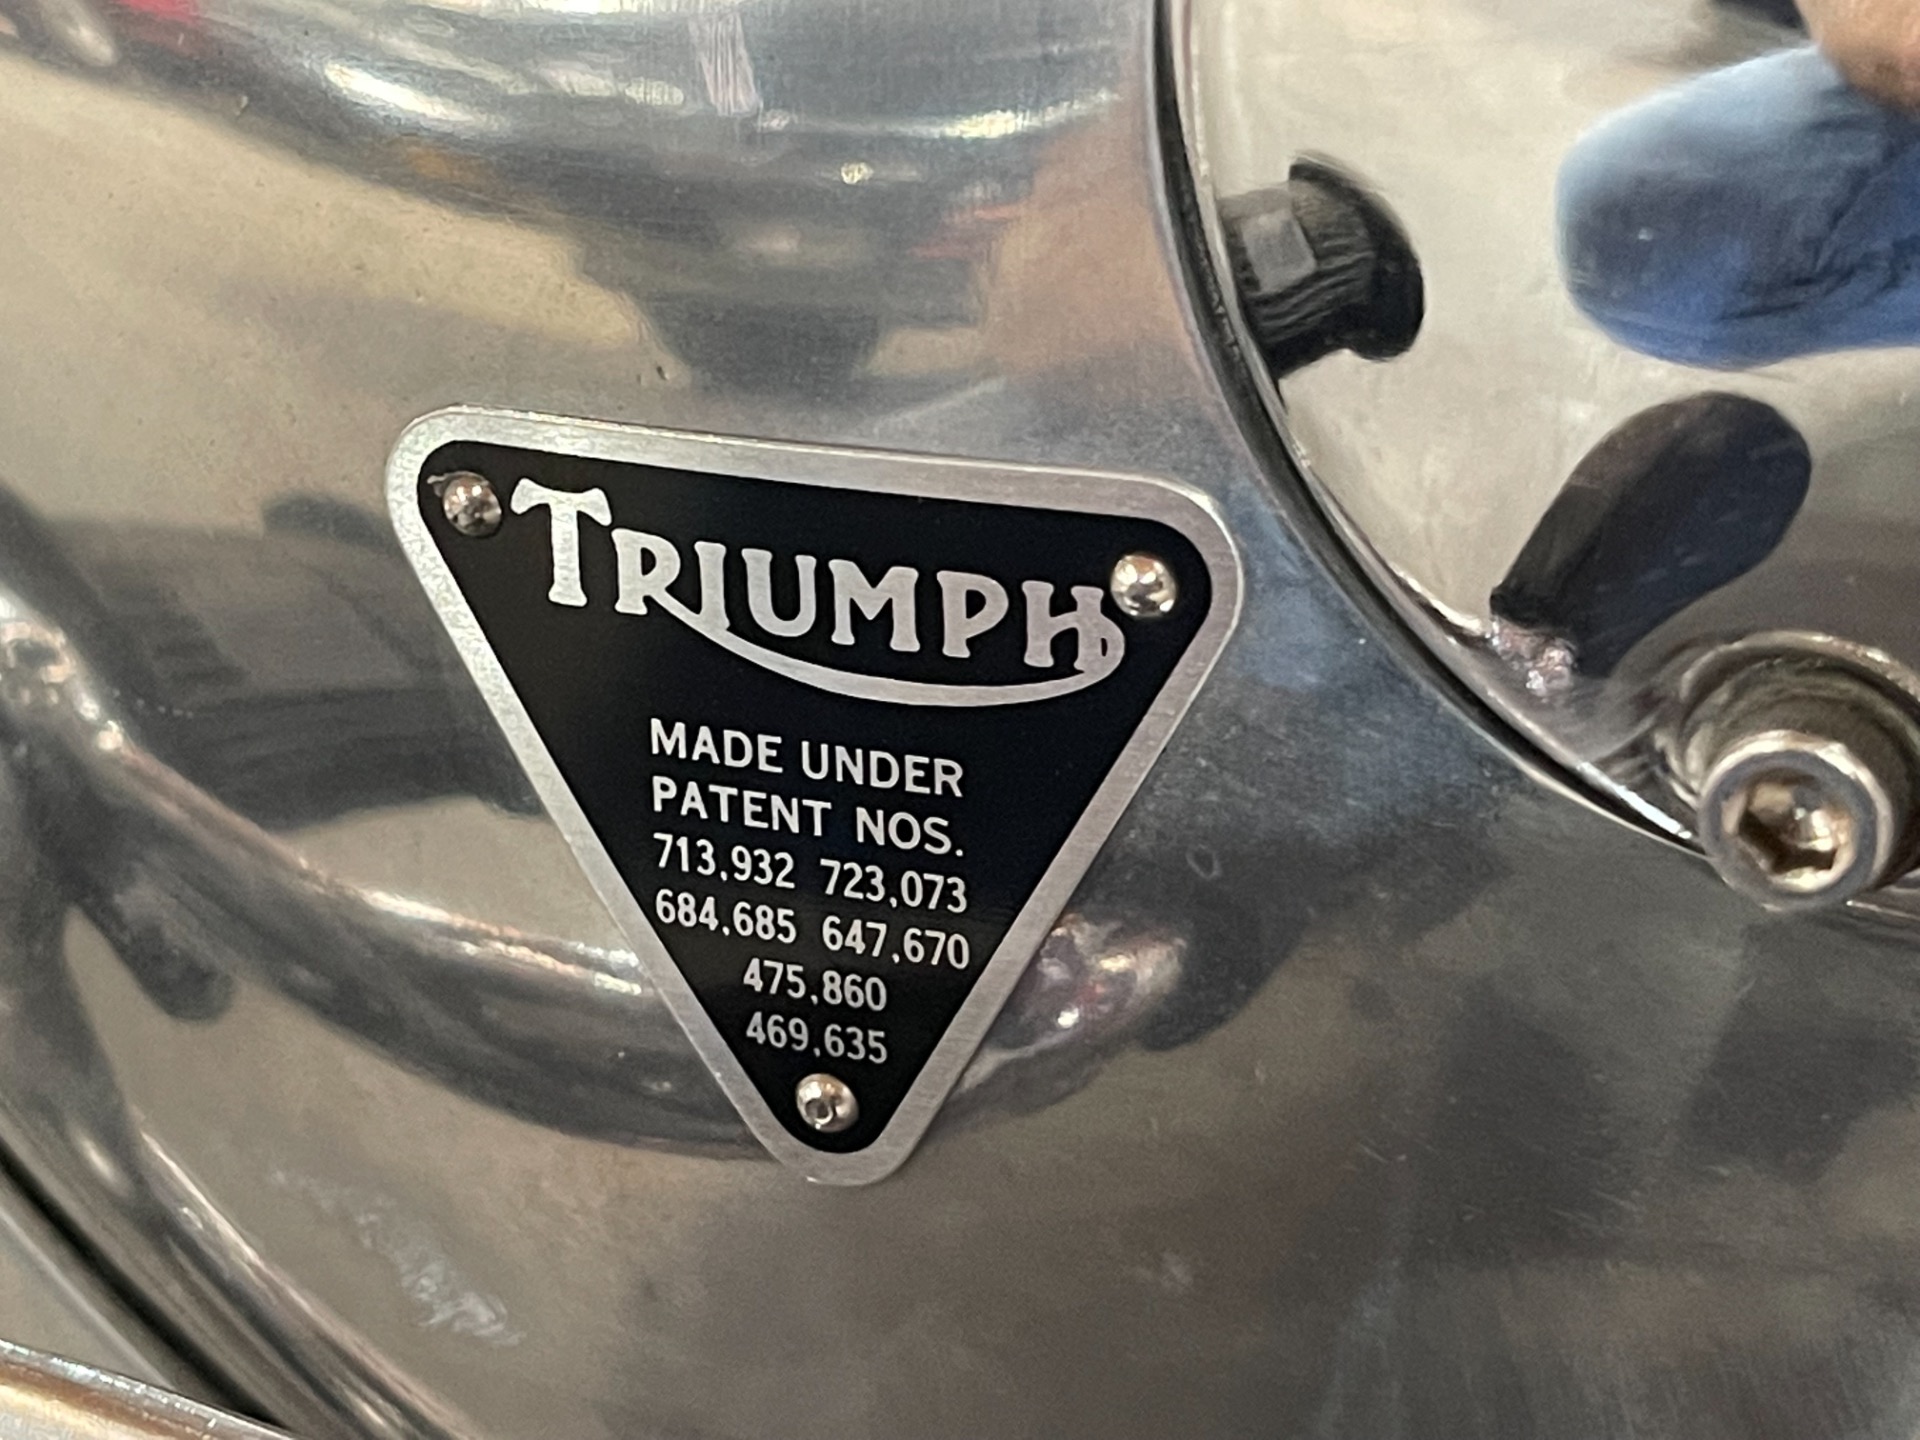 TRIUMPH
MADE UNDER
PATENT NOS.
713,932 723,073
684,685 647,670
475,860
469,635